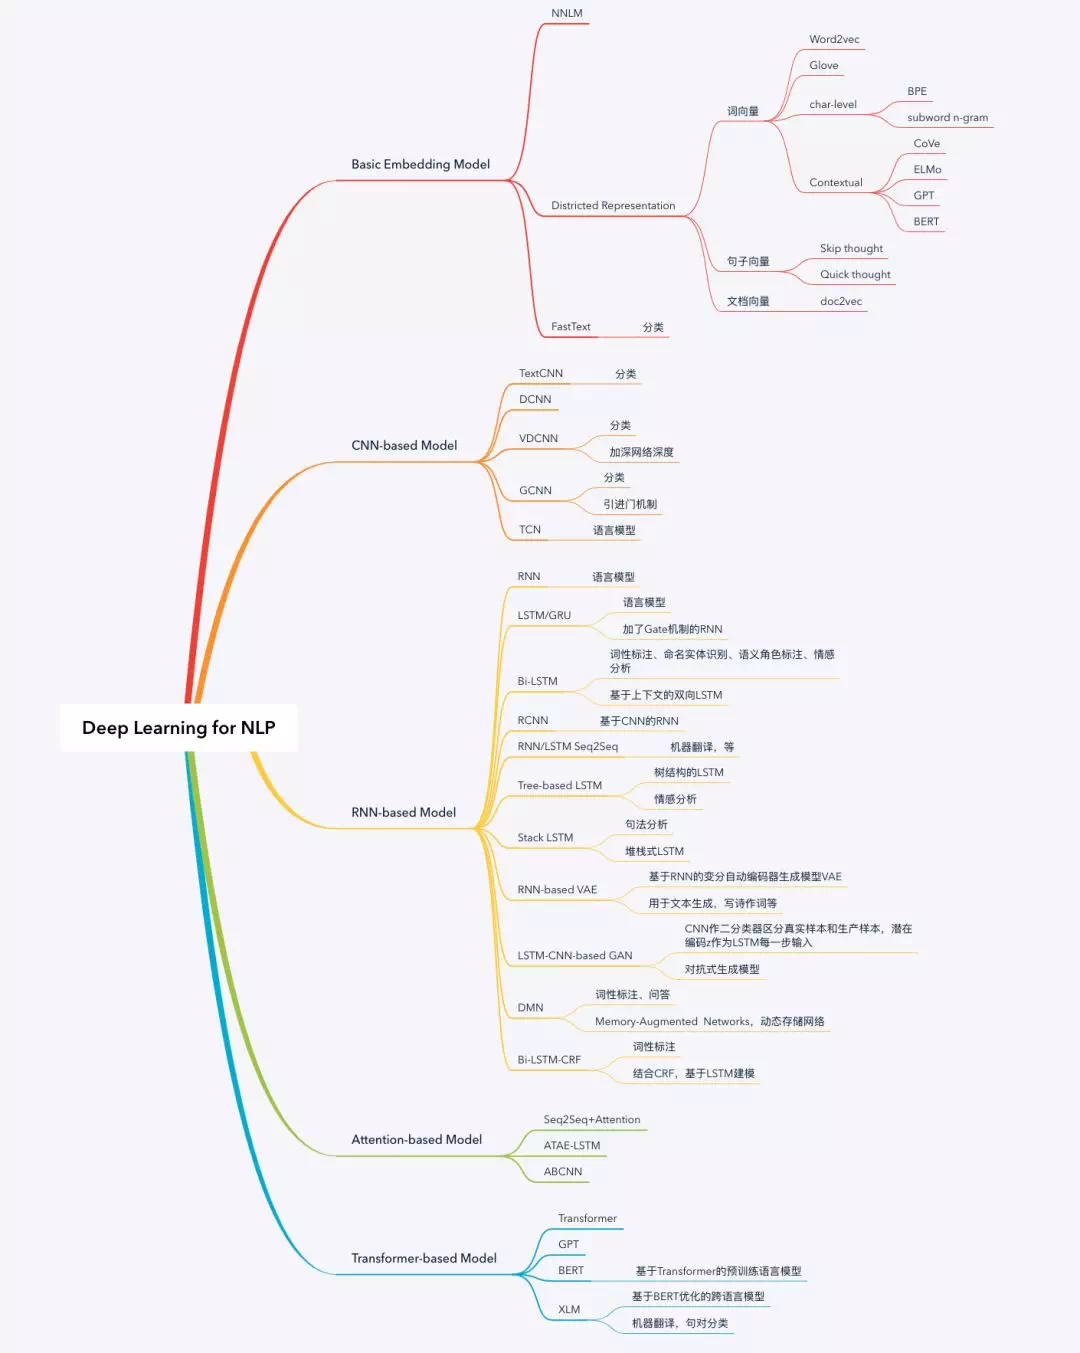 Deep Learning for NLP
Basic Embedding Model
NNLM
Districted Representation
词向量
Word2vec
Glove
char-level
BPE
subword n-gram
Contextual
CoVe
ELMo
GPT
BERT
句子向量
Skip thought
Quick thought
文档向量
doc2vec
FastText
分类
CNN-based Model
TextCNN
分类
DCNN
VDCNN
分类
加深网络深度
GCNN
分类
引进门机制
TCN
语言模型
RNN-based Model
RNN
语言模型
LSTM/GRU
语言模型
加了Gate机制的RNN
Bi-LSTM
词性标注、命名实体识别、语义角色标注、情感
分析
基于上下文的双向LSTM
RCNN
基于CNN的RNN
RNN/LSTM Seq2Seq
机器翻译，等
Tree-based LSTM
树结构的LSTM
情感分析
Stack LSTM
句法分析
堆栈式LSTM
RNN-based VAE
基于RNN的变分自动编码器生成模型VAE
用于文本生成，写诗作词等
LSTM-CNN-based GAN
CNN作二分类器区分真实样本和生产样本，潜在
编码z作为LSTM每一步输入
对抗式生成模型
DMN
词性标注、问答
Memory-Augmented Networks，动态存储网络
Bi-LSTM-CRF
词性标注
结合CRF，基于LSTM建模
Attention-based Model
Seq2Seq+Attention
ATAE-LSTM
ABCNN
Transformer-based Model
Transformer
GPT
BERT
基于Transformer的预训练语言模型
XLM
基于BERT优化的跨语言模型
机器翻译，句对分类